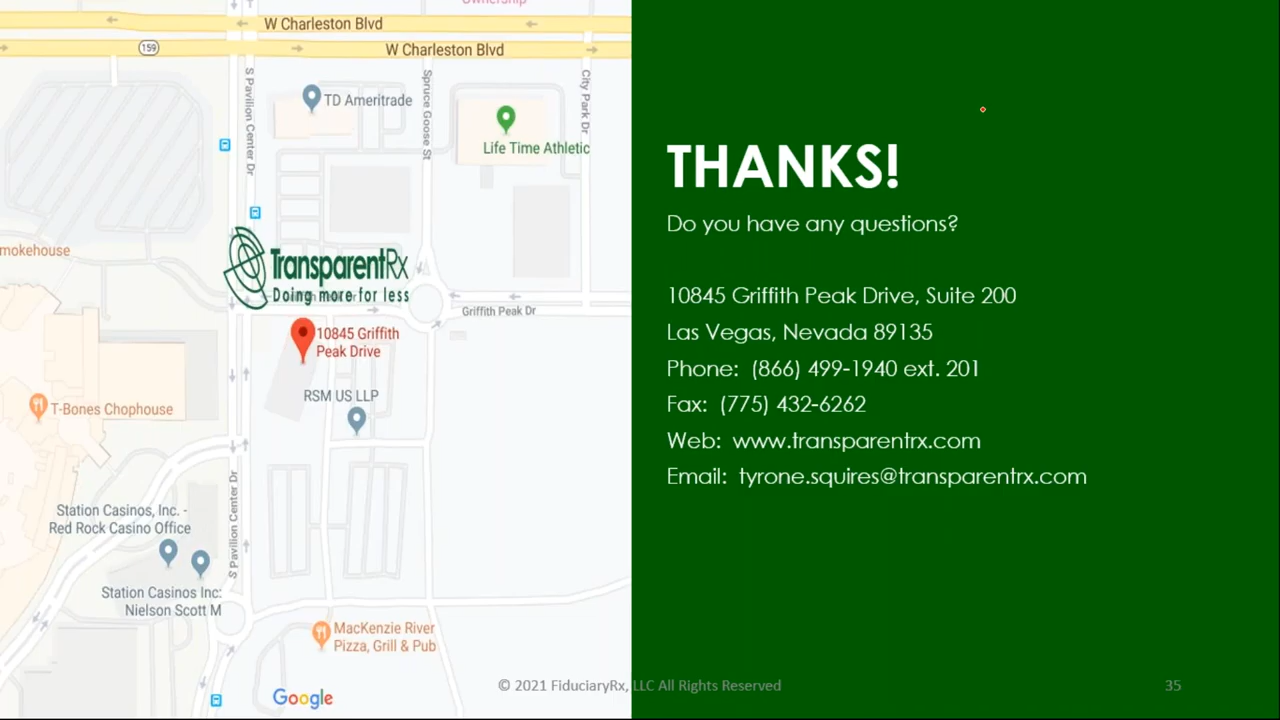 Ownership
W Charleston Blvd
159
W Charleston Blvd
S Pavilion Center Dr
Spruce Goose St
City Park Dr
TD Ameritrade
Life Time Athletic
mokehouse
TransparentRx
Doing more for less
Griffith Peak Dr
10845 Griffith
Peak Drive
RSM US LLP
T-Bones Chophouse
S Pavilion Center Dr
Station Casinos, Inc. -
Red Rock Casino Office
Station Casinos Inc:
Nielson Scott M
MacKenzie River
Pizza, Grill & Pub
Google
THANKS!
Do you have any questions?
10845 Griffith Peak Drive, Suite 200
Las Vegas, Nevada 89135
Phone: (866) 499-1940 ext. 201
Fax: (775) 432-6262
Web: www.transparentrx.com
Email: tyrone.squires@transparentrx.com
© 2021 FiduciaryRx, LLC All Rights Reserved
35